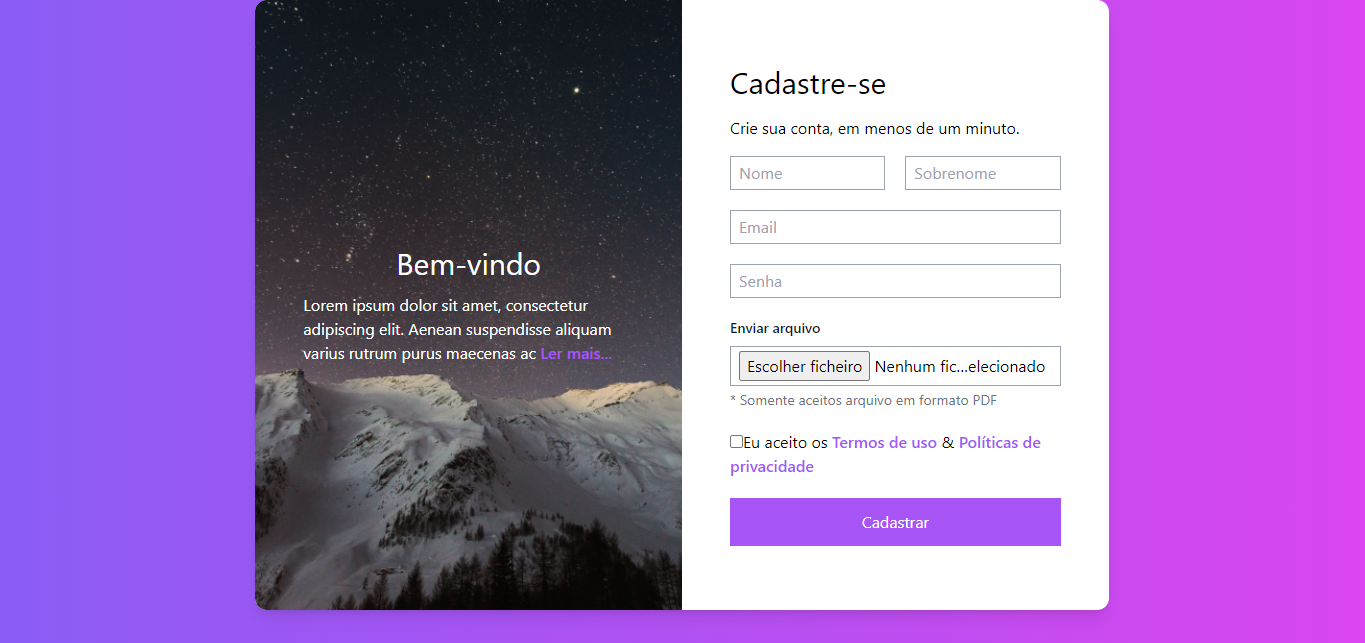 Bem-vindo
Lorem ipsum dolor sit amet, consectetur
adipiscing elit. Aenean suspendisse aliquam
varius rutrum purus maecenas ac Ler mais...
Cadastre-se
Crie sua conta, em menos de um minuto.
Nome Sobrenome
Email
Senha
Enviar arquivo
Escolher ficheiro Nenhum fic...elecionado
* Somente aceitos arquivo em formato PDF
Eu aceito os Termos de uso & Políticas de
privacidade
Cadastrar